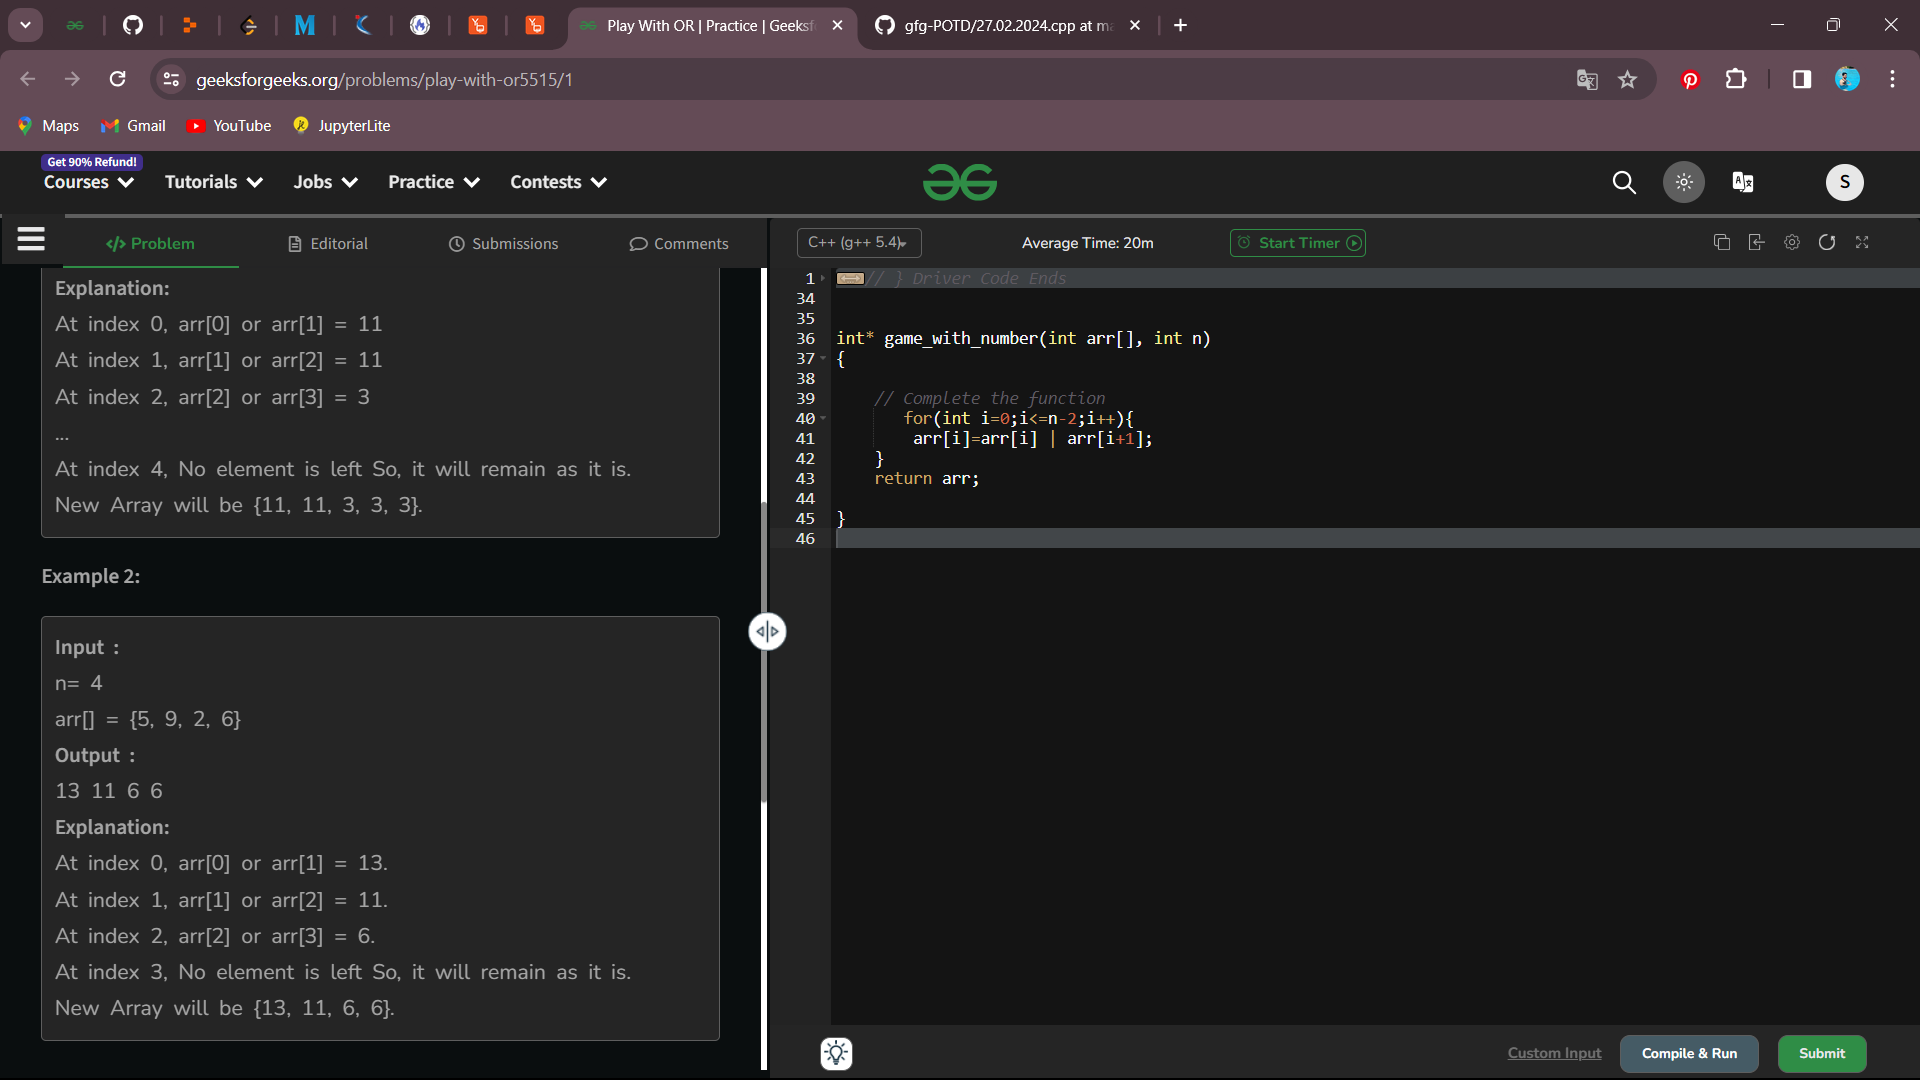 Play With OR | Practice | Geeksf
gfg-POTD/27.02.2024.cpp at ma
geeksforgeeks.org/problems/play-with-or5515/1
Maps
Gmail
YouTube
JupyterLite
Get 90% Refund!
Courses
Tutorials
Jobs
Practice
Contests
S
</> Problem
Editorial
Submissions
Comments
Explanation:
At index 0, arr[0] or arr[1] = 11
At index 1, arr[1] or arr[2] = 11
At index 2, arr[2] or arr[3] = 3
...
At index 4, No element is left So, it will remain as it is.
New Array will be {11, 11, 3, 3, 3}.
Example 2:
Input :
n= 4
arr[] = {5, 9, 2, 6}
Output :
13 11 6 6
Explanation:
At index 0, arr[0] or arr[1] = 13.
At index 1, arr[1] or arr[2] = 11.
At index 2, arr[2] or arr[3] = 6.
At index 3, No element is left So, it will remain as it is.
New Array will be {13, 11, 6, 6}.
C++ (g++ 5.4)
Average Time: 20m
Start Timer
1 // } Driver Code Ends
34
35
36 int* game_with_number(int arr[], int n)
37 {
38
39 // Complete the function
40 for(int i=0;i<=n-2;i++){
41 arr[i]=arr[i] | arr[i+1];
42 }
43 return arr;
44
45 }
46
Custom Input
Compile & Run
Submit